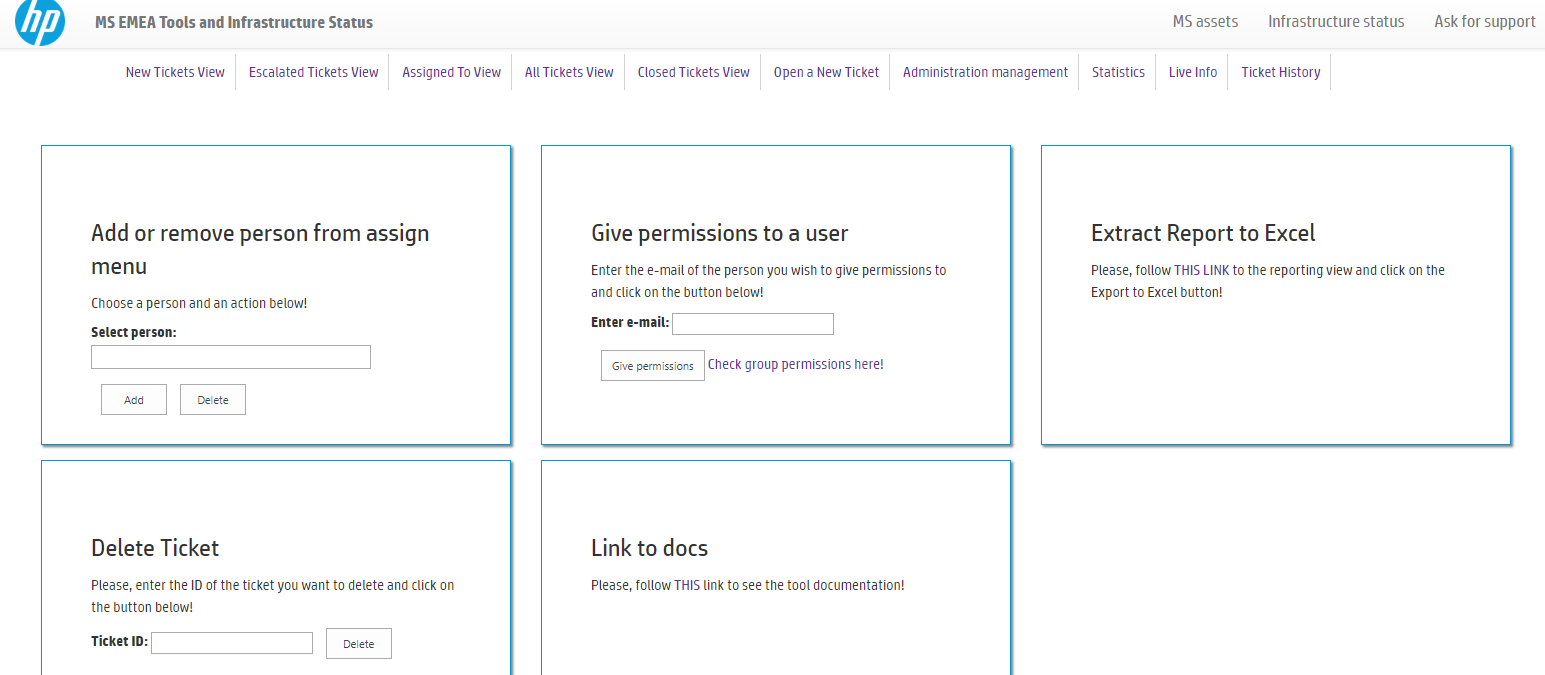 hp
MS EMEA Tools and Infrastructure Status
MS assets
Infrastructure status
Ask for support
New Tickets View
Escalated Tickets View
Assigned To View
All Tickets View
Closed Tickets View
Open a New Ticket
Administration management
Statistics
Live Info
Ticket History
Add or remove person from assign
menu
Choose a person and an action below!
Select person:
Add
Delete
Give permissions to a user
Enter the e-mail of the person you wish to give permissions to
and click on the button below!
Enter e-mail:
Give permissions
Check group permissions here!
Extract Report to Excel
Please, follow THIS LINK to the reporting view and click on the
Export to Excel button!
Delete Ticket
Please, enter the ID of the ticket you want to delete and click on
the button below!
Ticket ID:
Delete
Link to docs
Please, follow THIS link to see the tool documentation!